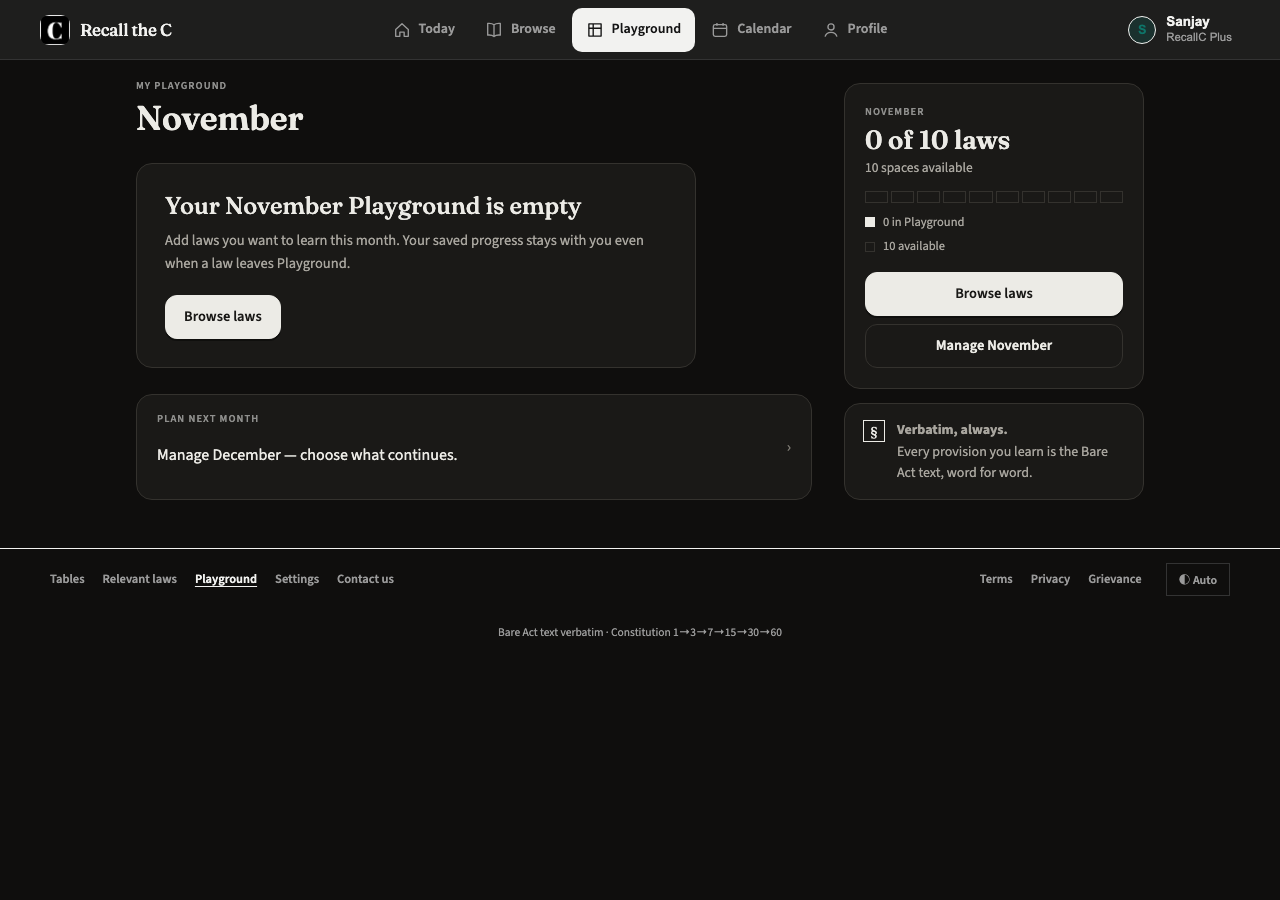 C Recall the C
Today
Browse
Playground
Calendar
Profile
S
Sanjay
RecallC Plus
MY PLAYGROUND
November
Your November Playground is empty
Add laws you want to learn this month. Your saved progress stays with you even
when a law leaves Playground.
Browse laws
PLAN NEXT MONTH
Manage December — choose what continues.
›
NOVEMBER
0 of 10 laws
10 spaces available
0 in Playground
10 available
Browse laws
Manage November
§
Verbatim, always.
Every provision you learn is the Bare
Act text, word for word.
Tables
Relevant laws
Playground
Settings
Contact us
Terms
Privacy
Grievance
◐ Auto
Bare Act text verbatim · Constitution 1→3→7→15→30→60